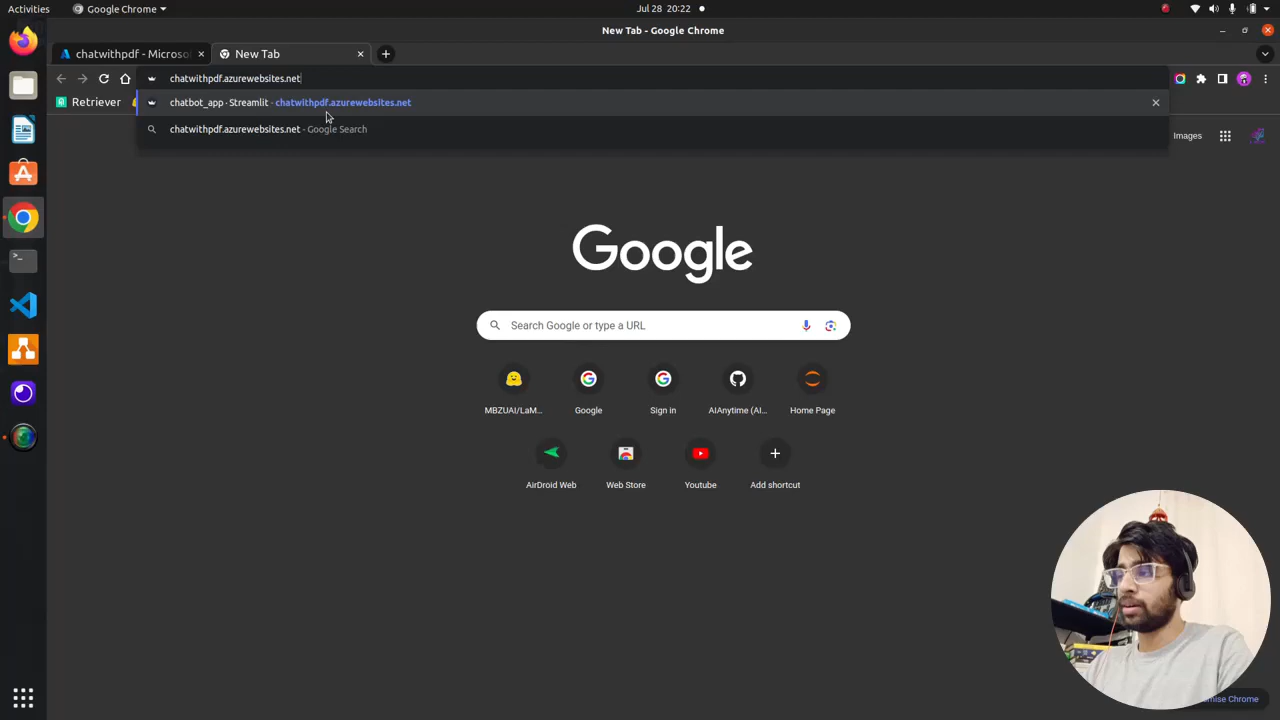 Activities
Google Chrome
Jul 28 20:22
New Tab - Google Chrome
chatwithpdf - Microso
New Tab
chatwithpdf.azurewebsites.net
Retriever
chatbot_app - Streamlit - chatwithpdf.azurewebsites.net
chatwithpdf.azurewebsites.net - Google Search
Images
Google
Search Google or type a URL
MBZUAI/LaM...
Google
Sign in
AIAnytime (AI...
Home Page
AirDroid Web
Web Store
Youtube
Add shortcut
mise Chrome